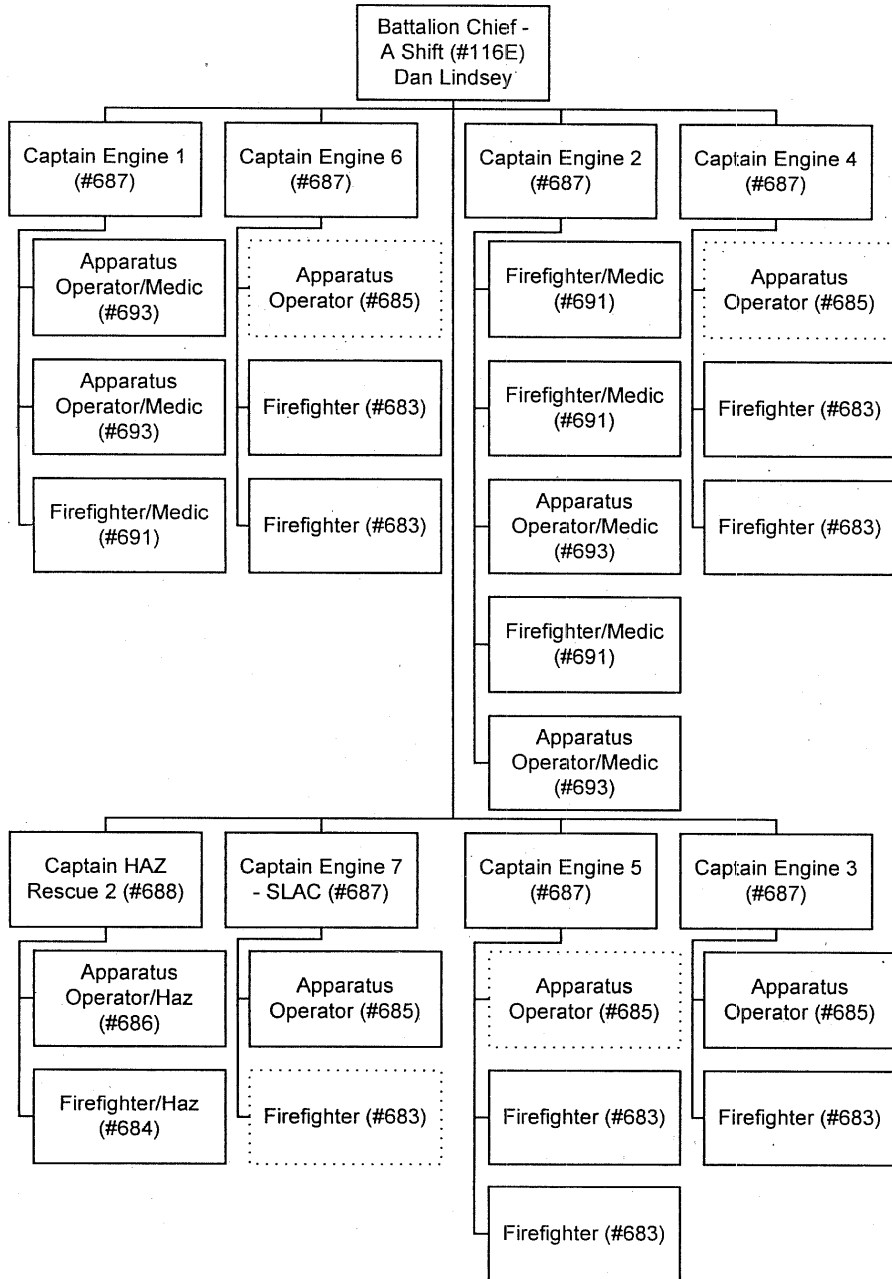 Battalion Chief -
A Shift (#116E)
Dan Lindsey
Captain Engine 1
(#687)
Apparatus
Operator/Medic
(#693)
Apparatus
Operator/Medic
(#693)
Firefighter/Medic
(#691)
Captain Engine 6
(#687)
Apparatus
Operator (#685)
Firefighter (#683)
Firefighter (#683)
Captain Engine 2
(#687)
Firefighter/Medic
(#691)
Firefighter/Medic
(#691)
Apparatus
Operator/Medic
(#693)
Firefighter/Medic
(#691)
Apparatus
Operator/Medic
(#693)
Captain Engine 4
(#687)
Apparatus
Operator (#685)
Firefighter (#683)
Firefighter (#683)
Captain HAZ
Rescue 2 (#688)
Apparatus
Operator/Haz
(#686)
Firefighter/Haz
(#684)
Captain Engine 7
- SLAC (#687)
Apparatus
Operator (#685)
Firefighter (#683)
Captain Engine 5
(#687)
Apparatus
Operator (#685)
Firefighter (#683)
Firefighter (#683)
Captain Engine 3
(#687)
Apparatus
Operator (#685)
Firefighter (#683)